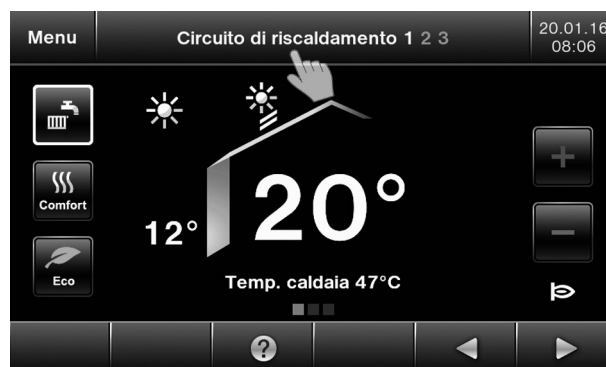 Menu
Circuito di riscaldamento 1 2 3
20.01.16
08:06
Comfort
12°
20°
Eco
Temp. caldaia 47°C
?